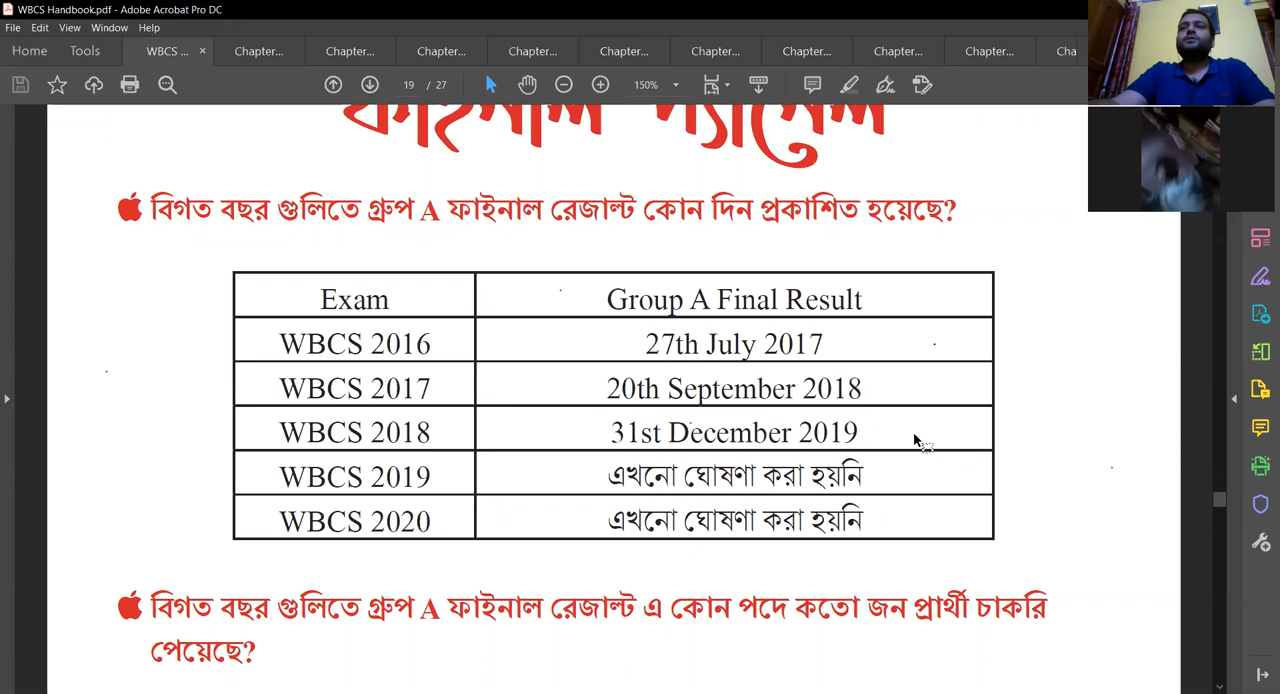 WBCS Handbook.pdf - Adobe Acrobat Pro DC
File Edit View Window Help
Home Tools WBCS ... × Chapter... Chapter... Chapter... Chapter... Chapter... Chapter... Chapter... Chapter... Chapter... Cha
19 / 27 150%
ফাইনাল প্যানেল
বিগত বছর গুলিতে গ্রুপ A ফাইনাল রেজাল্ট কোন দিন প্রকাশিত হয়েছে?
Exam Group A Final Result
WBCS 2016 27th July 2017
WBCS 2017 20th September 2018
WBCS 2018 31st December 2019
WBCS 2019 এখনো ঘোষণা করা হয়নি
WBCS 2020 এখনো ঘোষণা করা হয়নি
বিগত বছর গুলিতে গ্রুপ A ফাইনাল রেজাল্ট এ কোন পদে কতো জন প্রার্থী চাকরি
পেয়েছে?